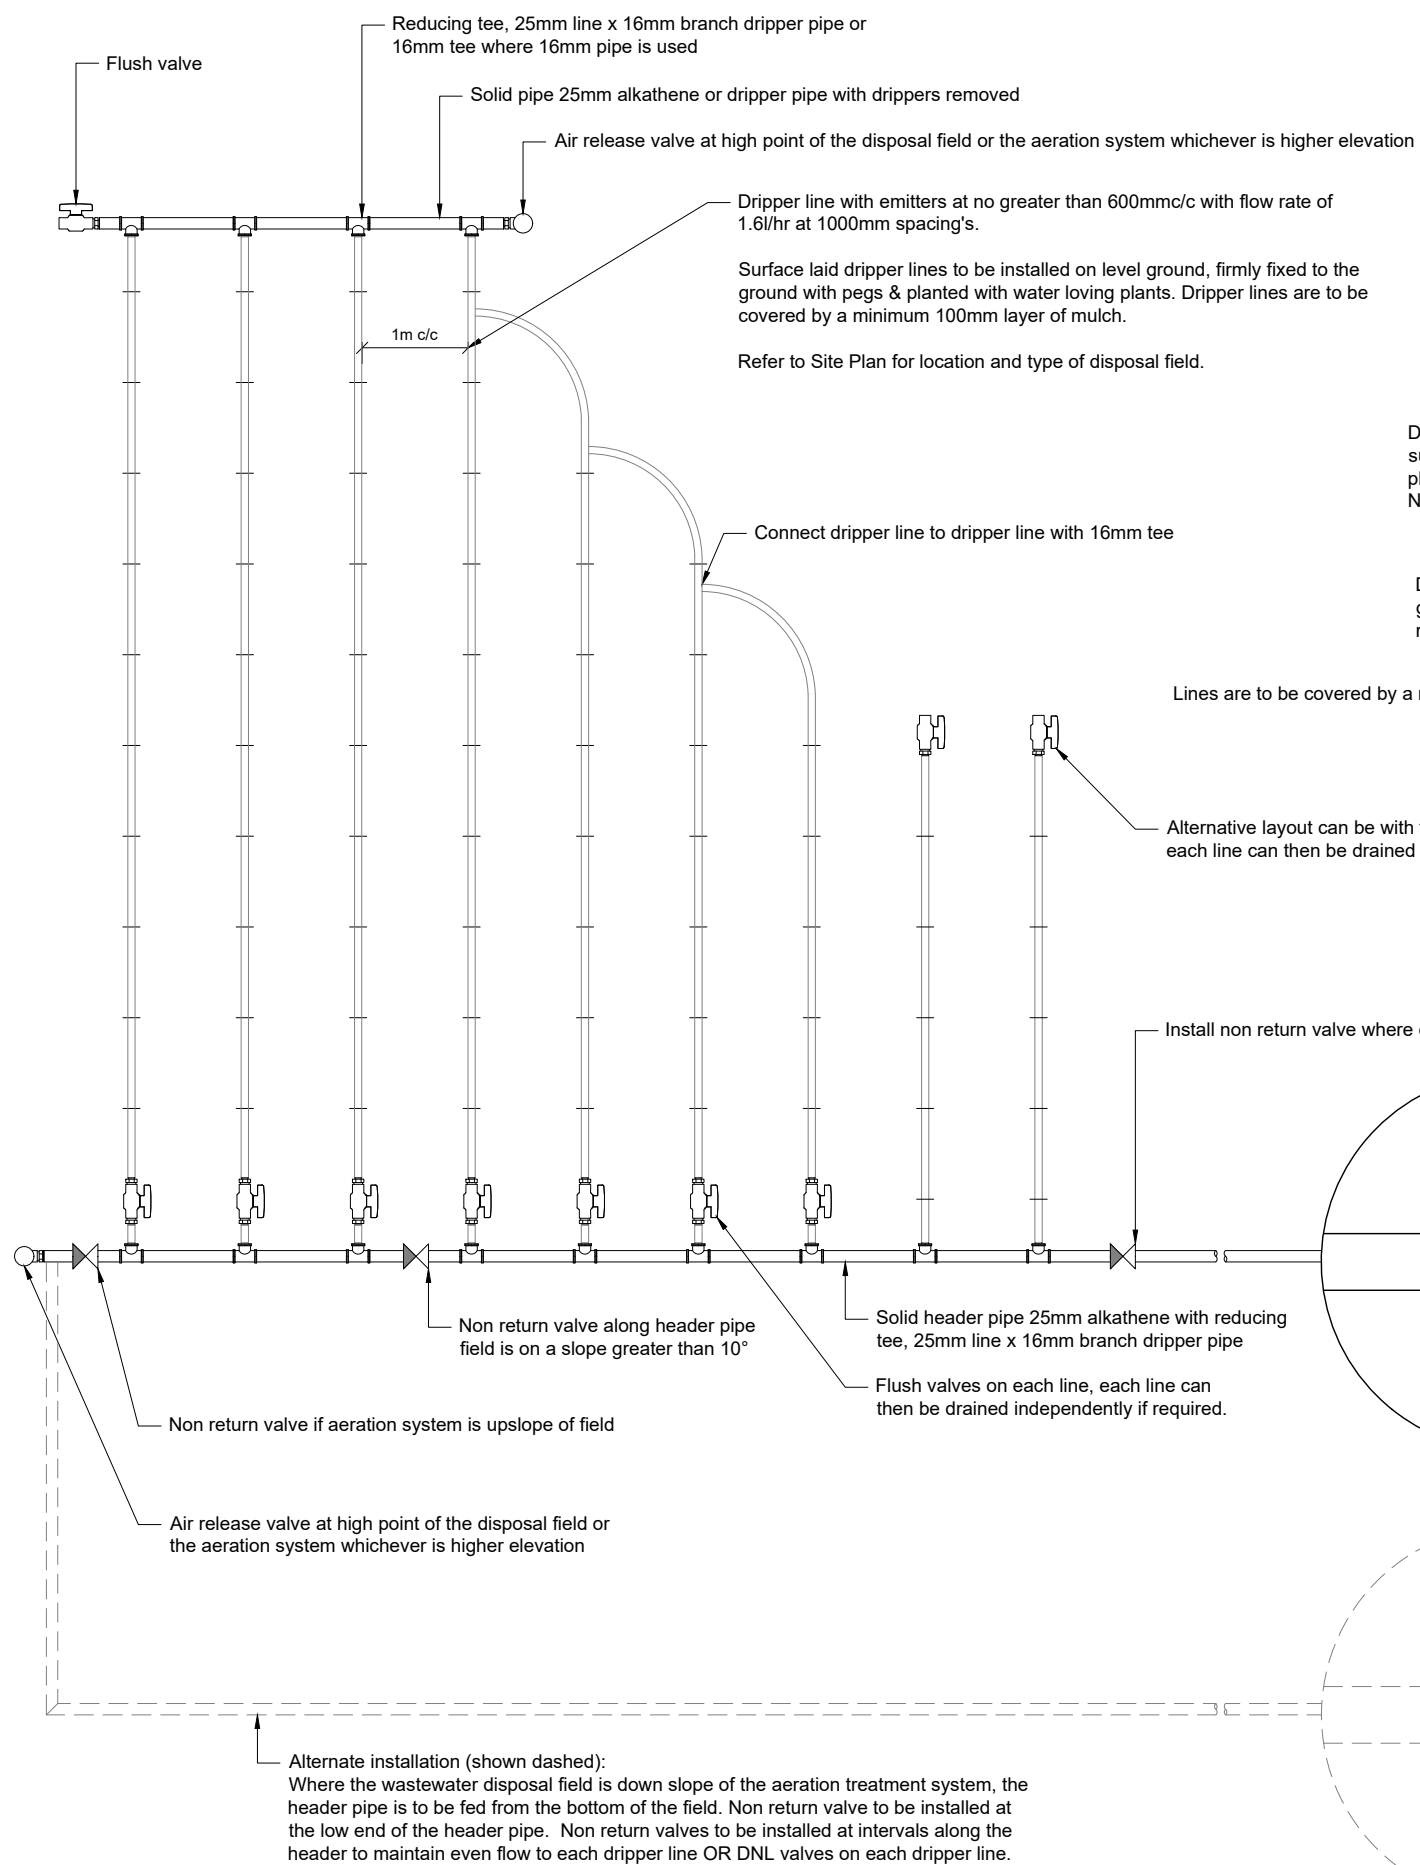 Reducing tee, 25mm line x 16mm branch dripper pipe or
16mm tee where 16mm pipe is used
Flush valve
Solid pipe 25mm alkathene or dripper pipe with drippers removed
Air release valve at high point of the disposal field or the aeration system whichever is higher elevation
Dripper line with emitters at no greater than 600mmc/c with flow rate of
1.6l/hr at 1000mm spacing's.
Surface laid dripper lines to be installed on level ground, firmly fixed to the
ground with pegs & planted with water loving plants. Dripper lines are to be
covered by a minimum 100mm layer of mulch.
1m c/c
Refer to Site Plan for location and type of disposal field.
Connect dripper line to dripper line with 16mm tee
Lines are to be covered by a
Alternative layout can be with
each line can then be drained
Install non return valve where
Solid header pipe 25mm alkathene with reducing
tee, 25mm line x 16mm branch dripper pipe
Non return valve along header pipe
field is on a slope greater than 10°
Flush valves on each line, each line can
then be drained independently if required.
Non return valve if aeration system is upslope of field
Air release valve at high point of the disposal field or
the aeration system whichever is higher elevation
Alternate installation (shown dashed):
Where the wastewater disposal field is down slope of the aeration treatment system, the
header pipe is to be fed from the bottom of the field. Non return valve to be installed at
the low end of the header pipe. Non return valves to be installed at intervals along the
header to maintain even flow to each dripper line OR DNL valves on each dripper line.